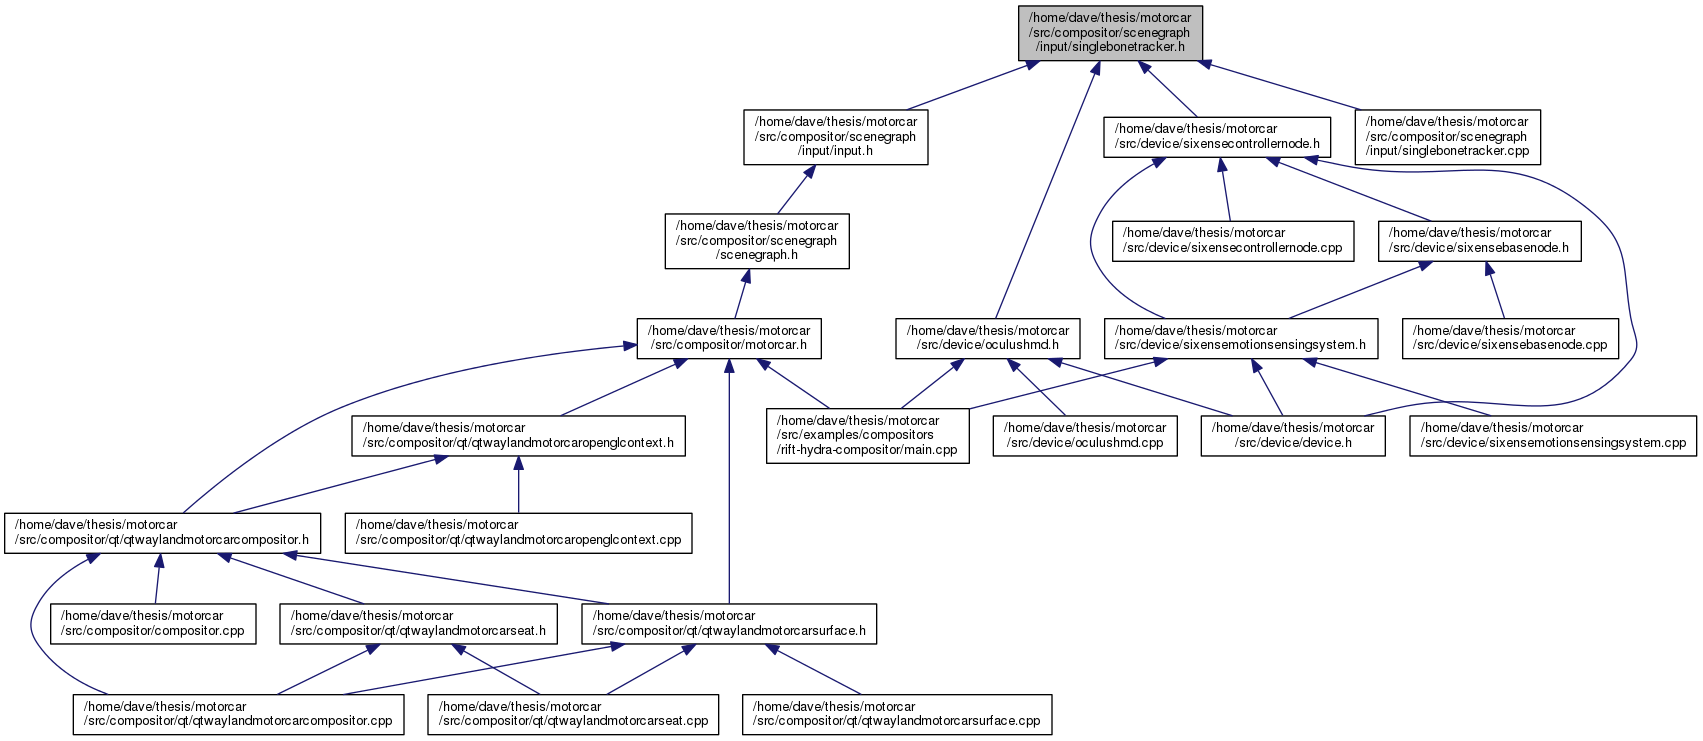 /home/dave/thesis/motorcar
/src/compositor/scenegraph
/input/singlebonetracker.h
/home/dave/thesis/motorcar
/src/compositor/scenegraph
/input/input.h
/home/dave/thesis/motorcar
/src/device/sixensecontrollernode.h
/home/dave/thesis/motorcar
/src/compositor/scenegraph
/input/singlebonetracker.cpp
/home/dave/thesis/motorcar
/src/compositor/scenegraph
/scenegraph.h
/home/dave/thesis/motorcar
/src/device/sixensecontrollernode.cpp
/home/dave/thesis/motorcar
/src/device/sixensebasenode.h
/home/dave/thesis/motorcar
/src/compositor/motorcar.h
/home/dave/thesis/motorcar
/src/device/oculushmd.h
/home/dave/thesis/motorcar
/src/device/sixensemotionsensingsystem.h
/home/dave/thesis/motorcar
/src/device/sixensebasenode.cpp
/home/dave/thesis/motorcar
/src/compositor/qt/qtwaylandmotorcaropenglcontext.h
/home/dave/thesis/motorcar
/src/examples/compositors
/rift-hydra-compositor/main.cpp
/home/dave/thesis/motorcar
/src/device/oculushmd.cpp
/home/dave/thesis/motorcar
/src/device/device.h
/home/dave/thesis/motorcar
/src/device/sixensemotionsensingsystem.cpp
/home/dave/thesis/motorcar
/src/compositor/qt/qtwaylandmotorcarcompositor.h
/home/dave/thesis/motorcar
/src/compositor/qt/qtwaylandmotorcaropenglcontext.cpp
/home/dave/thesis/motorcar
/src/compositor/compositor.cpp
/home/dave/thesis/motorcar
/src/compositor/qt/qtwaylandmotorcarseat.h
/home/dave/thesis/motorcar
/src/compositor/qt/qtwaylandmotorcarsurface.h
/home/dave/thesis/motorcar
/src/compositor/qt/qtwaylandmotorcarcompositor.cpp
/home/dave/thesis/motorcar
/src/compositor/qt/qtwaylandmotorcarseat.cpp
/home/dave/thesis/motorcar
/src/compositor/qt/qtwaylandmotorcarsurface.cpp